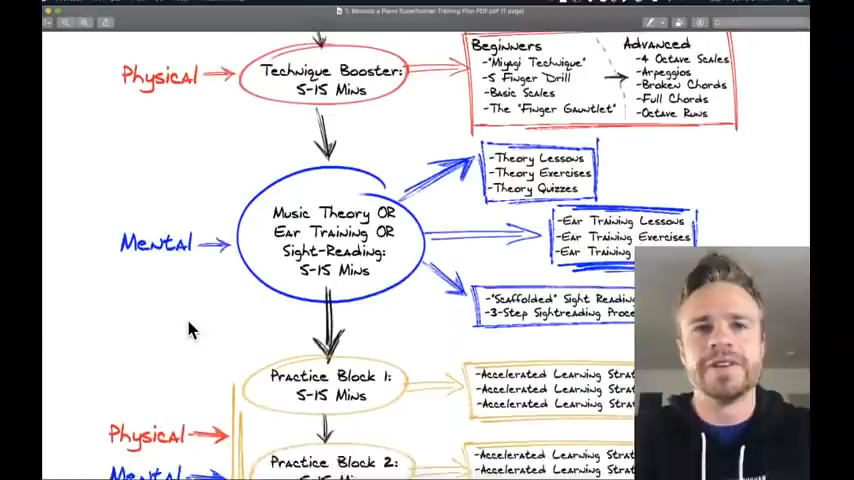 1. Become a Piano Superhuman Training Plan PDF.pdf (1 page)
Physical
Technique Booster:
5-15 Mins
Beginners
-"Miyagi Technique"
-5 Finger Drill
-Basic Scales
-The "Finger Gauntlet"
Advanced
-4 Octave Scales
-Arpeggios
-Broken Chords
-Full Chords
-Octave Runs
Mental
Music Theory OR
Ear Training OR
Sight-Reading:
5-15 Mins
-Theory Lessons
-Theory Exercises
-Theory Quizzes
-Ear Training Lessons
-Ear Training Exercises
-Ear Training
-"Scaffolded" Sight Reading
-3-Step Sightreading
Practice Block 1:
5-15 Mins
-Accelerated Learning
-Accelerated Learning
-Accelerated Learning
Physical
Mental
Practice Block 2:
5-15 Mins
-Accelerated Learning
-Accelerated Learning